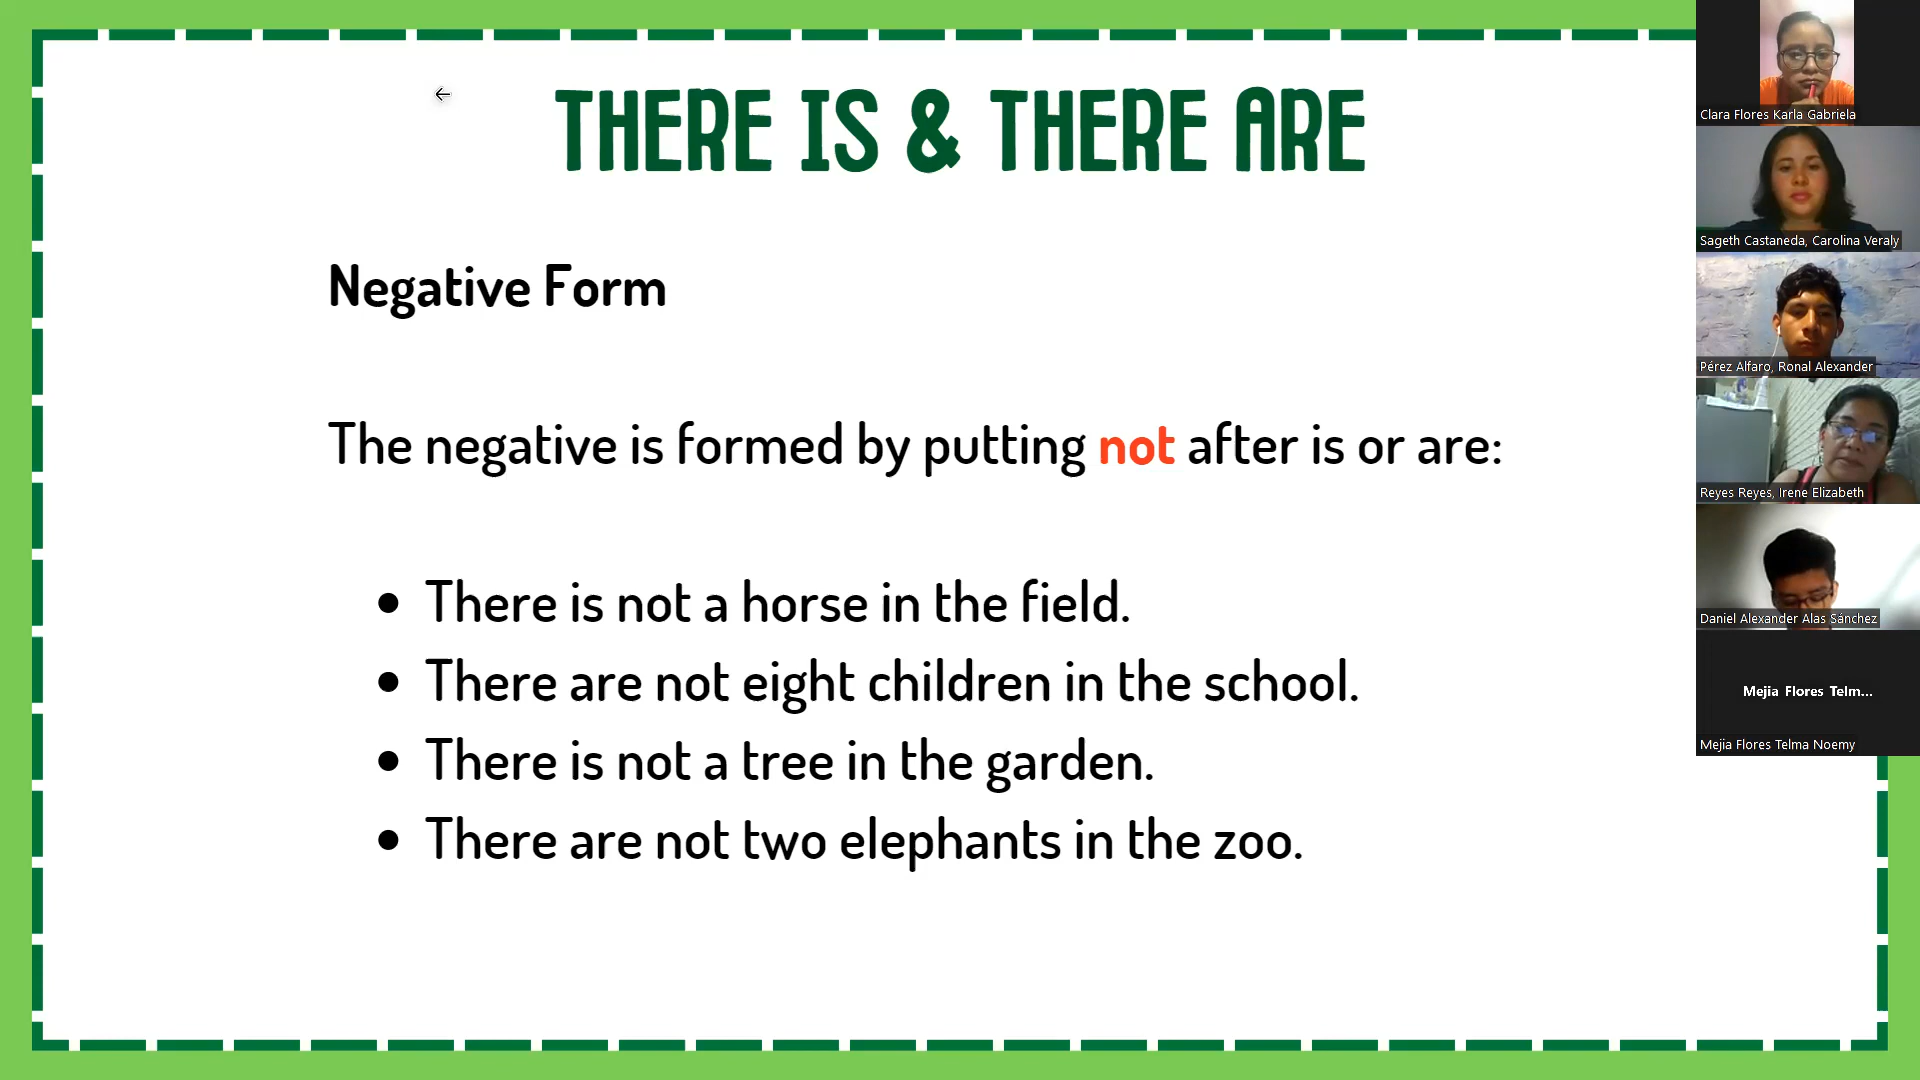 THERE IS & THERE ARE
Negative Form
The negative is formed by putting not after is or are:
• There is not a horse in the field.
• There are not eight children in the school.
• There is not a tree in the garden.
• There are not two elephants in the zoo.
Clara Flores Karla Gabriela
Sageth Castaneda, Carolina Veraly
Pérez Alfaro, Ronal Alexander
Reyes Reyes, Irene Elizabeth
Daniel Alexander Alas Sánchez
Mejia Flores Telm...
Mejia Flores Telma Noemy